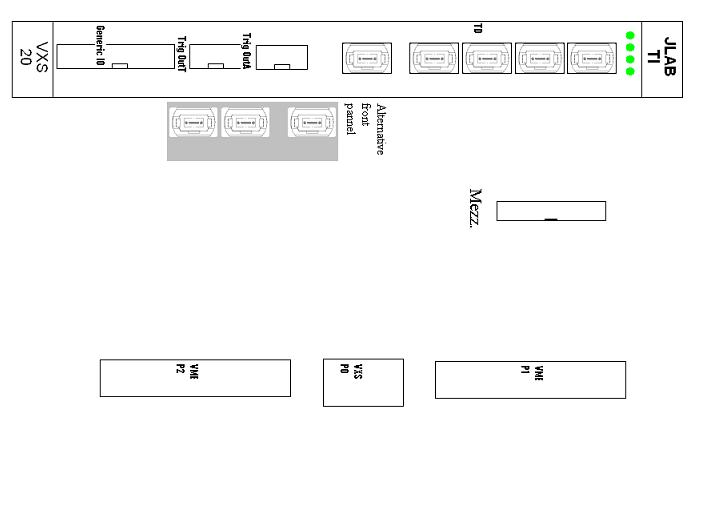 VXS
20
Generic IO
Trig OutT
Trig OutA
TD
JLAB
TI
Alternative
front
pannel
Mezz.
VME
P2
VXS
P0
VME
P1